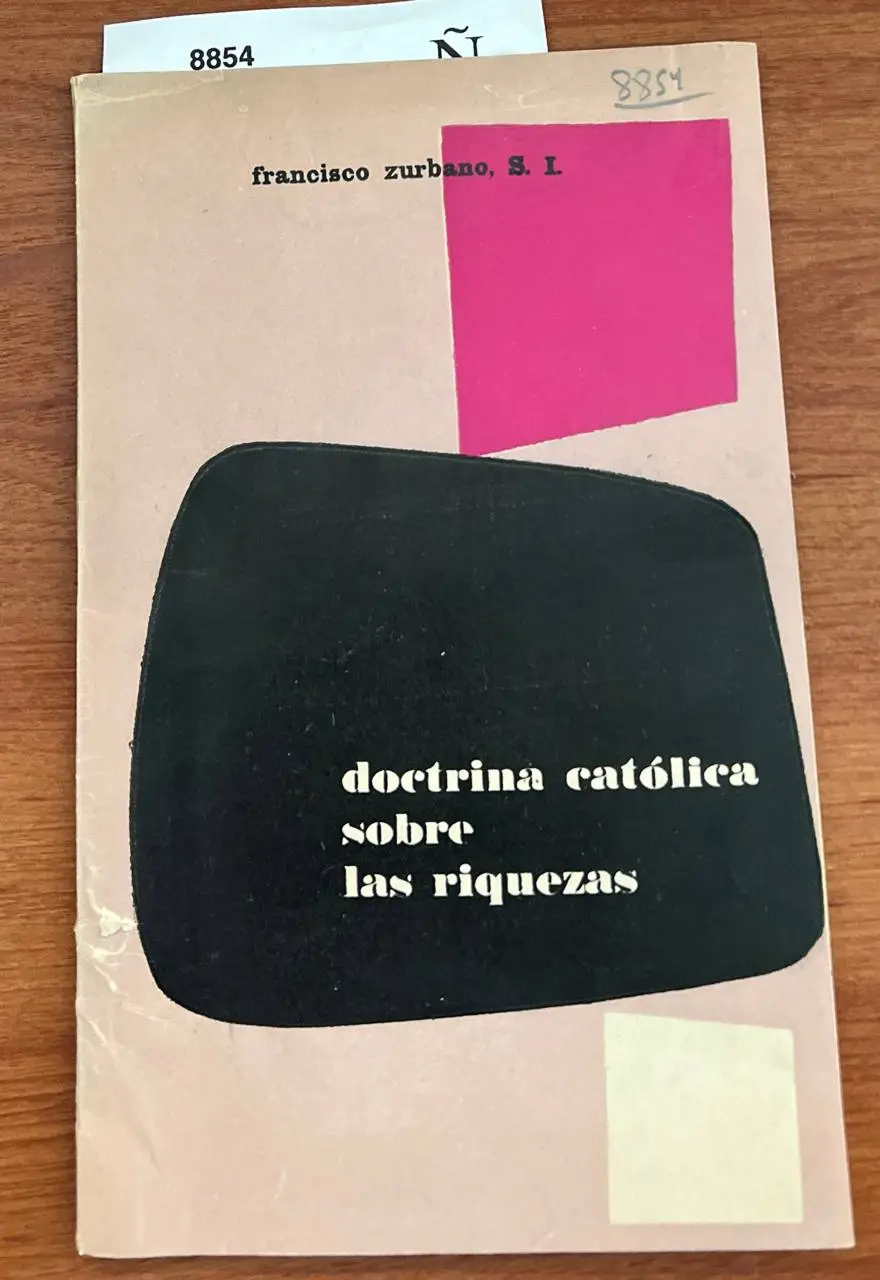 8854 Ñ
8854
francisco zurbano, S. I.
doctrina católica
sobre
las riquezas